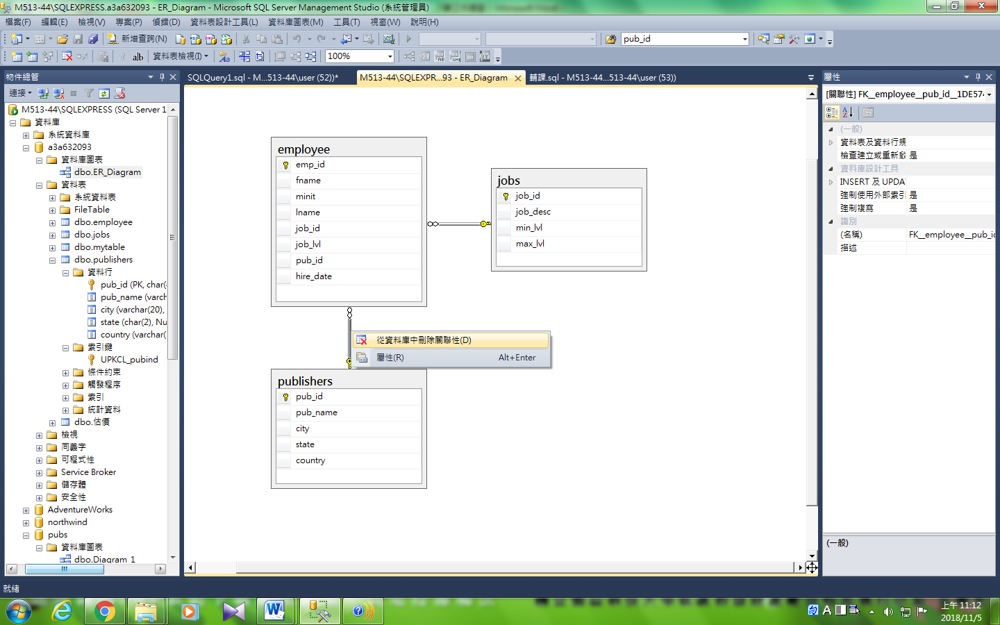 M513-44\SQLEXPRESS.a3a632093 - ER_Diagram - Microsoft SQL Server Management Studio (系統管理員)
檔案(F) 編輯(E) 檢視(V) 專案(P) 偵錯(D) 資料表設計工具(L) 資料庫圖表(M) 工具(T) 視窗(W) 說明(H)
新增查詢(N) pub_id
資料表檢視(I) 100%
物件總管
連接
M513-44\SQLEXPRESS (SQL Server 1
資料庫
系統資料庫
a3a632093
資料庫圖表
dbo.ER_Diagram
資料表
系統資料表
FileTable
dbo.employee
dbo.jobs
dbo.mytable
dbo.publishers
資料行
pub_id (PK, char(4
pub_name (varch
city (varchar(20),
state (char(2), Nu
country (varchar(
索引鍵
UPKCL_pubind
條件約束
觸發程序
索引
統計資料
dbo.估價
檢視
同義字
可程式性
Service Broker
儲存體
安全性
AdventureWorks
northwind
pubs
資料庫圖表
dbo.Diagram_1
SQLQuery1.sql - M...513-44\user (52))*
M513-44\SQLEXPR...93 - ER_Diagram
輔課.sql - M513-44...513-44\user (53))
employee
emp_id
fname
minit
lname
job_id
job_lvl
pub_id
hire_date
jobs
job_id
job_desc
min_lvl
max_lvl
從資料庫中刪除關聯性(D)
屬性(R) Alt+Enter
publishers
pub_id
pub_name
city
state
country
屬性
[關聯性] FK__employee__pub_id__1DE574
(一般)
資料表及資料行規
檢查建立或重新啟 是
資料庫設計工具
INSERT 及 UPDA
強制使用外部索引 是
強制複寫 是
識別
(名稱) FK__employee__pub_id
描述
(一般)
就緒
上午 11:12
2018/11/5